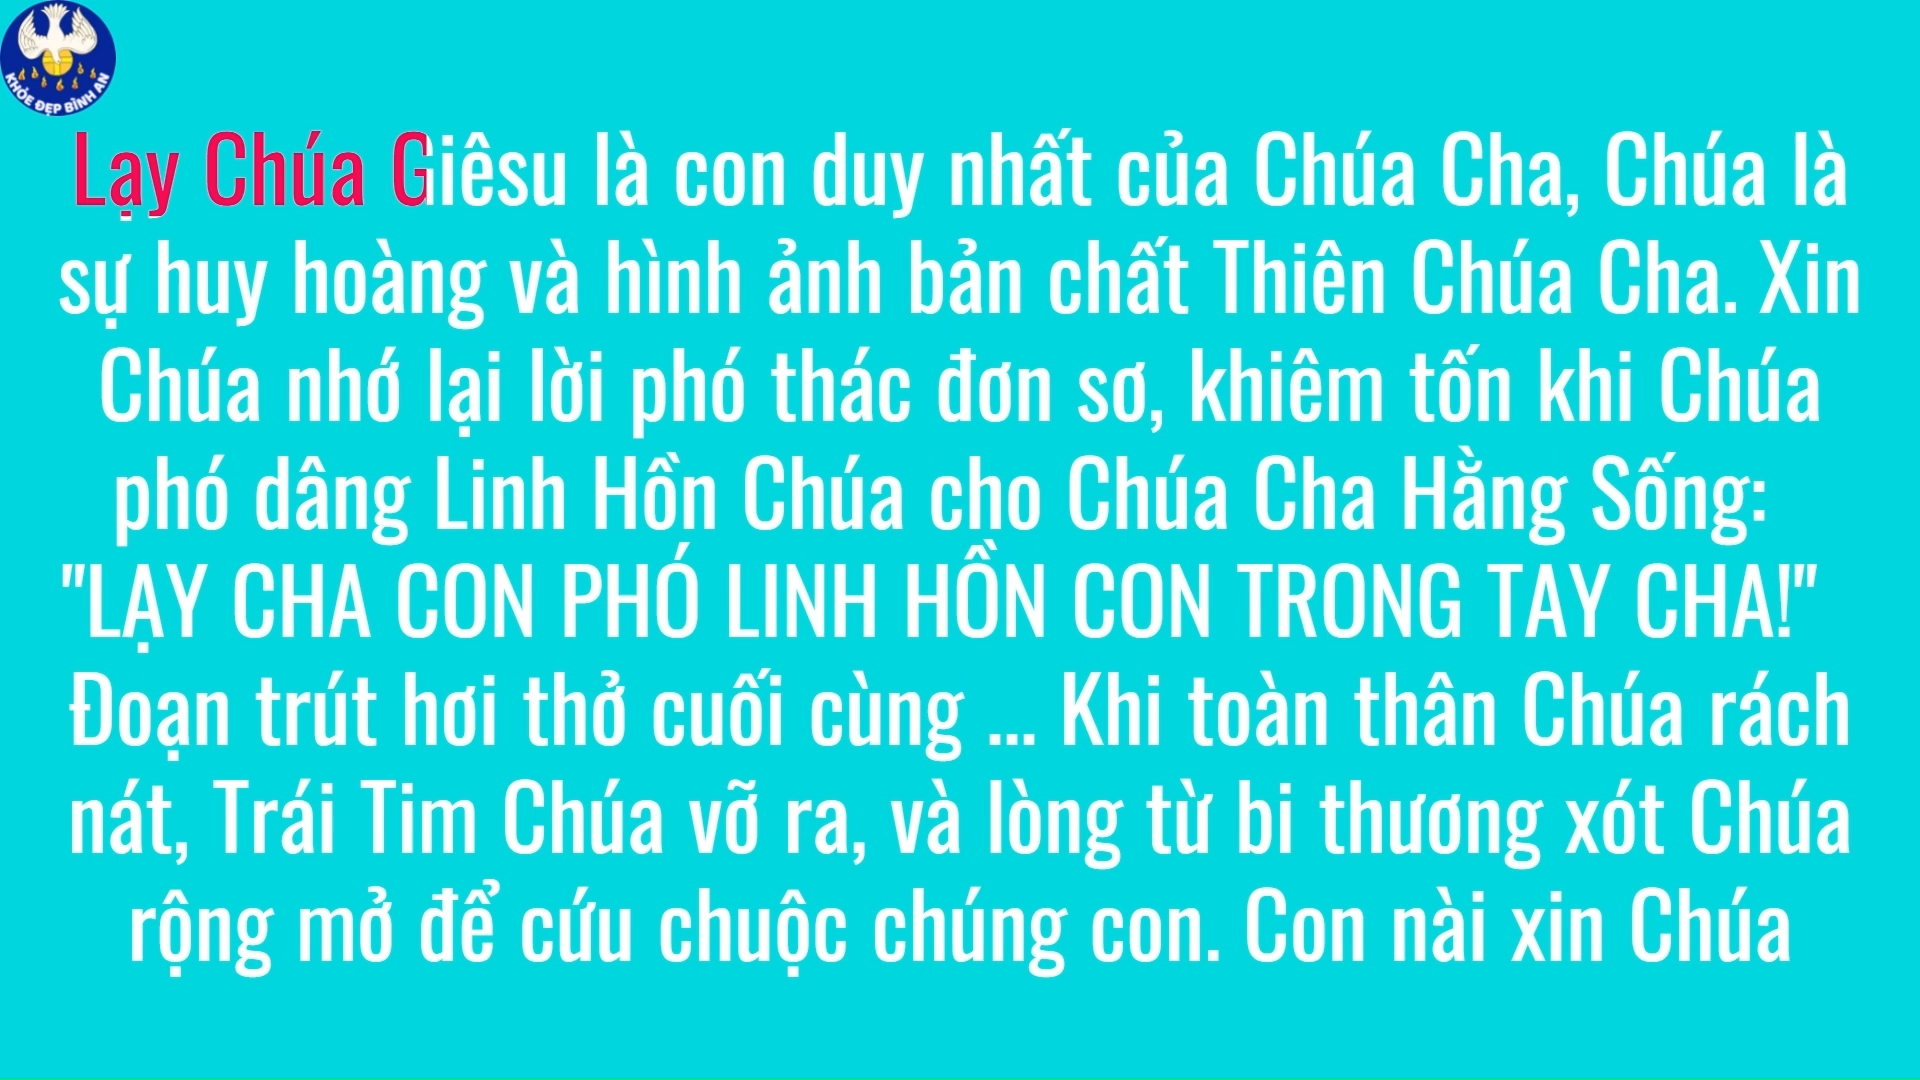 KHỎE ĐẸP BÌNH AN
Lạy Chúa Giêsu là con duy nhất của Chúa Cha, Chúa là
sự huy hoàng và hình ảnh bản chất Thiên Chúa Cha. Xin
Chúa nhớ lại lời phó thác đơn sơ, khiêm tốn khi Chúa
phó dâng Linh Hồn Chúa cho Chúa Cha Hằng Sống:
"LẠY CHA CON PHÓ LINH HỒN CON TRONG TAY CHA!"
Đoạn trút hơi thở cuối cùng ... Khi toàn thân Chúa rách
nát, Trái Tim Chúa vỡ ra, và lòng từ bi thương xót Chúa
rộng mở để cứu chuộc chúng con. Con nài xin Chúa